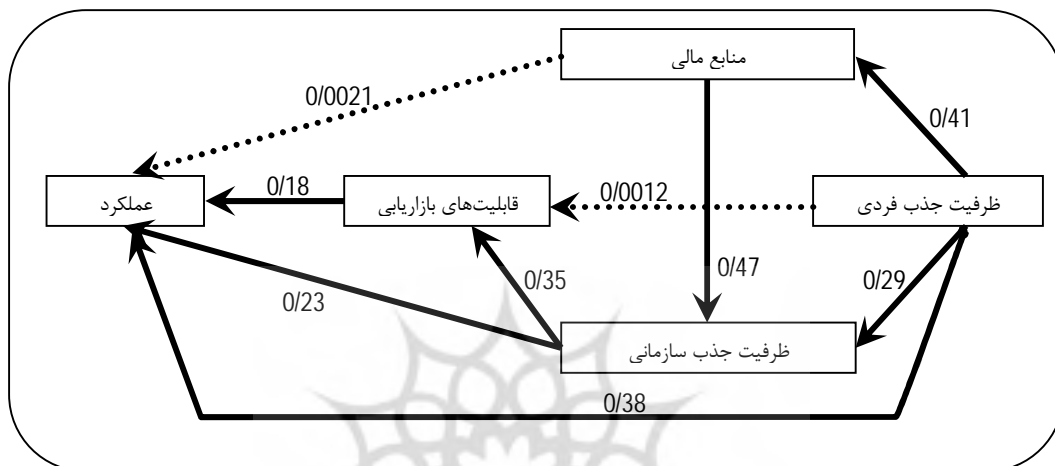 منابع مالی
0/0021
0/41
عملکرد
0/18
قابلیت‌های بازاریابی
0/0012
ظرفیت جذب فردی
0/23
0/35
0/47
0/29
ظرفیت جذب سازمانی
0/38